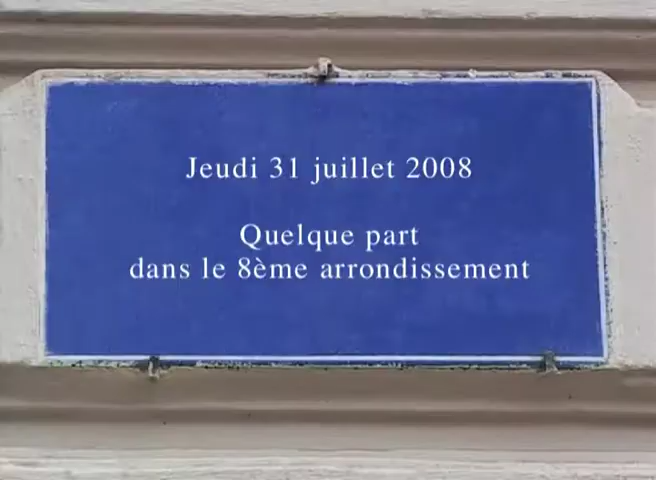 Jeudi 31 juillet 2008
Quelque part
dans le 8ème arrondissement